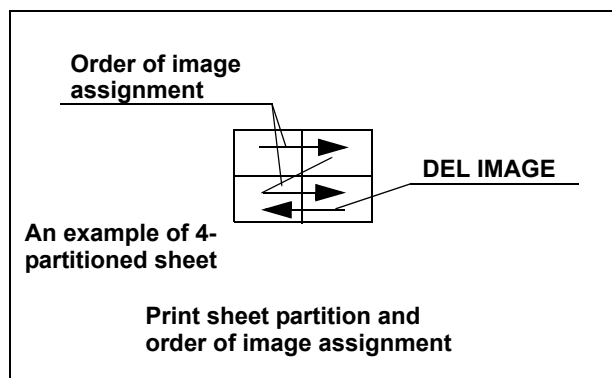 Order of image
assignment
DEL IMAGE
An example of 4-
partitioned sheet
Print sheet partition and
order of image assignment